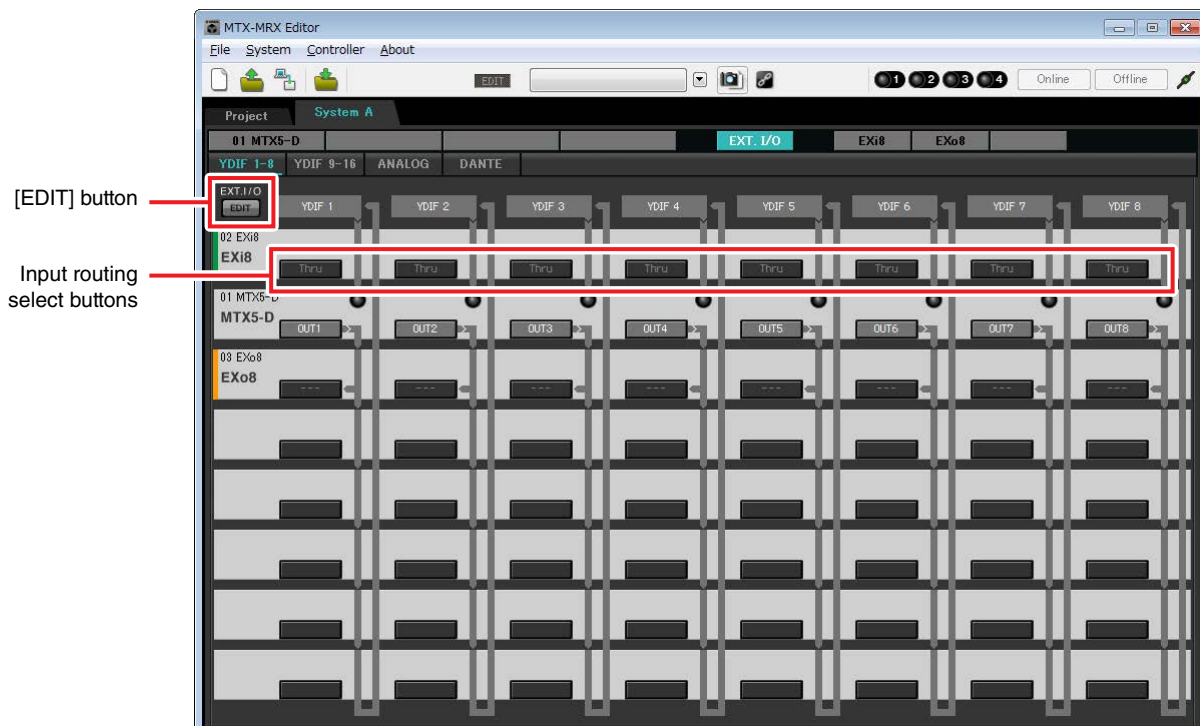 MTX-MRX Editor
File System Controller About
EDIT 1 2 3 4 Online Offline
Project System A
01 MTX5-D EXT. I/O EXi8 EXo8
YDIF 1-8 YDIF 9-16 ANALOG DANTE
[EDIT] button
EXT.I/O
EDIT YDIF 1 YDIF 2 YDIF 3 YDIF 4 YDIF 5 YDIF 6 YDIF 7 YDIF 8
02 EXi8
EXi8
Input routing
select buttons
Thru Thru Thru Thru Thru Thru Thru Thru
01 MTX5-D
MTX5-D
OUT1 OUT2 OUT3 OUT4 OUT5 OUT6 OUT7 OUT8
03 EXo8
EXo8
--- --- --- --- --- --- --- ---